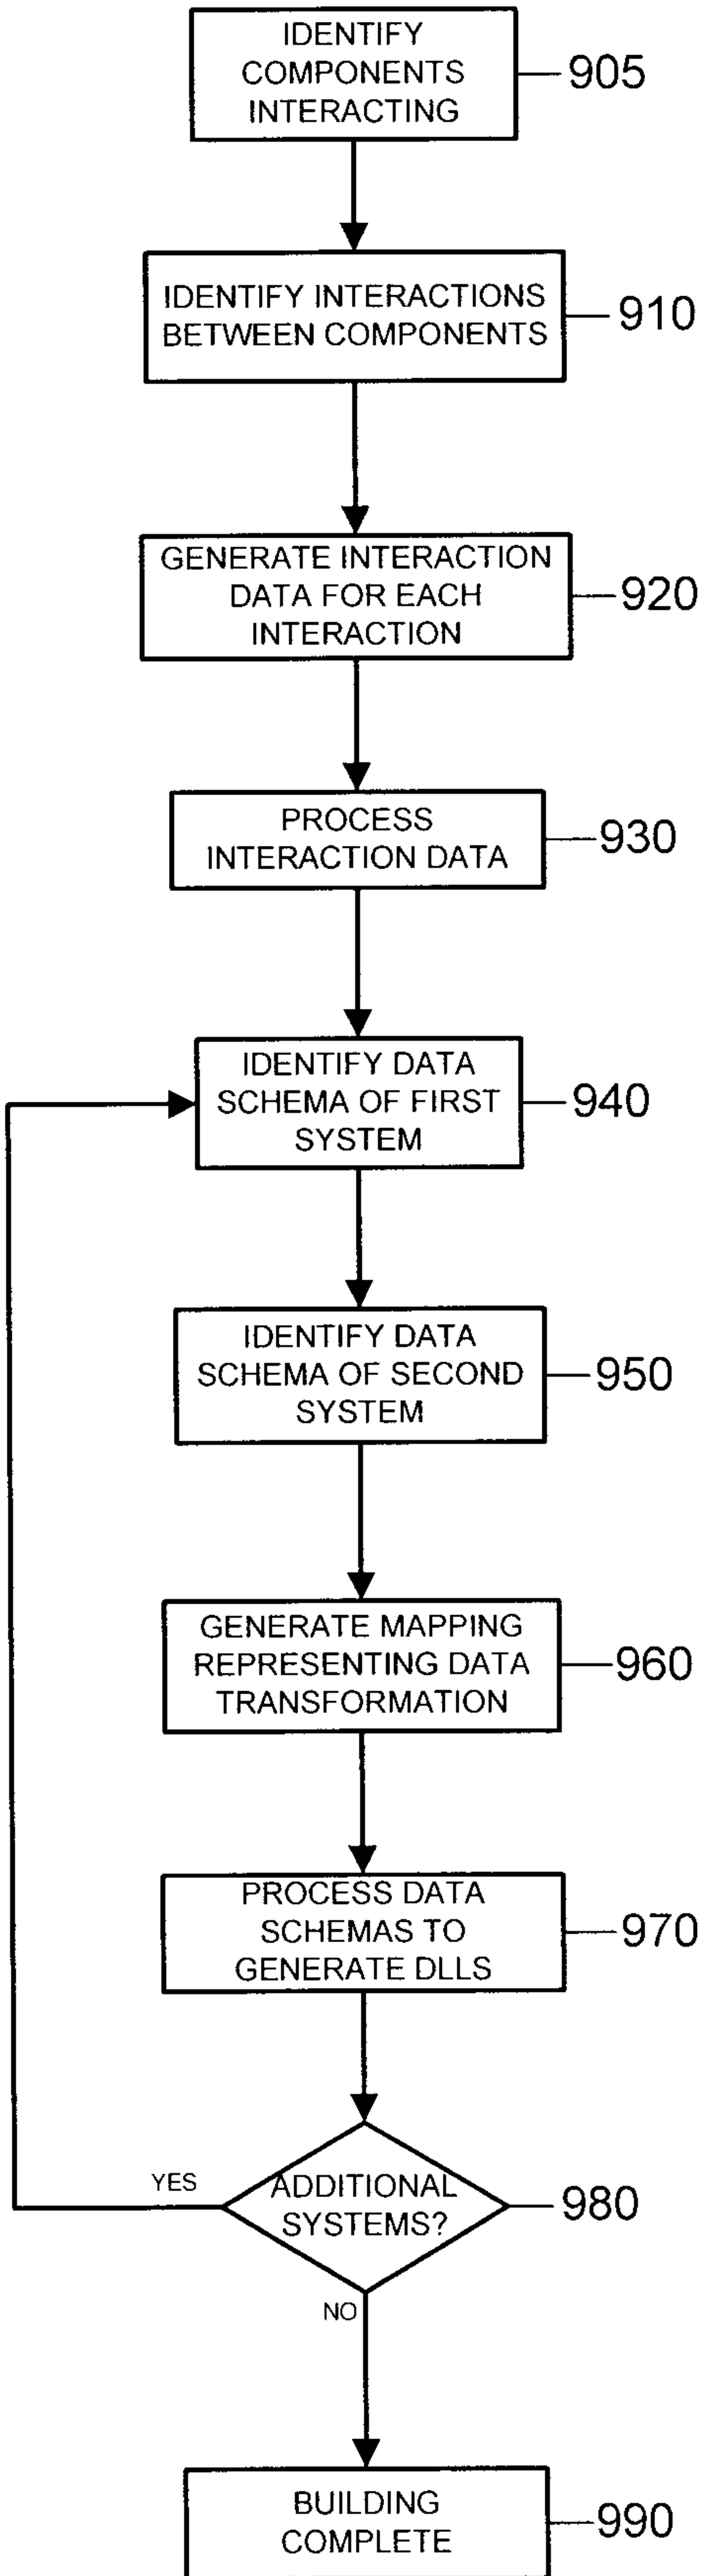 IDENTIFY
COMPONENTS
INTERACTING
905
IDENTIFY INTERACTIONS
BETWEEN COMPONENTS
910
GENERATE INTERACTION
DATA FOR EACH
INTERACTION
920
PROCESS
INTERACTION DATA
930
IDENTIFY DATA
SCHEMA OF FIRST
SYSTEM
940
IDENTIFY DATA
SCHEMA OF SECOND
SYSTEM
950
GENERATE MAPPING
REPRESENTING DATA
TRANSFORMATION
960
PROCESS DATA
SCHEMAS TO
GENERATE DLLS
970
YES
ADDITIONAL
SYSTEMS?
980
NO
BUILDING
COMPLETE
990